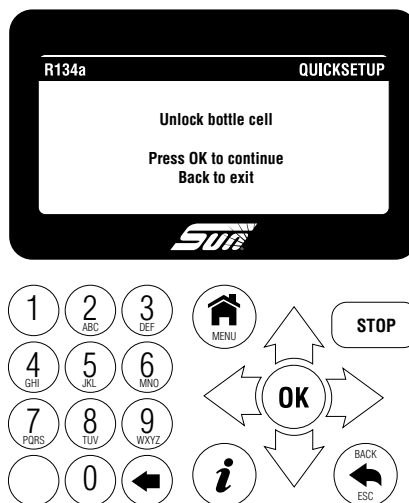 R134a QUICKSETUP
Unlock bottle cell
Press OK to continue
Back to exit
Sun
1 2 ABC 3 DEF MENU STOP
4 GHI 5 JKL 6 MNO OK
7 PQRS 8 TUV 9 WXYZ
0 i BACK ESC